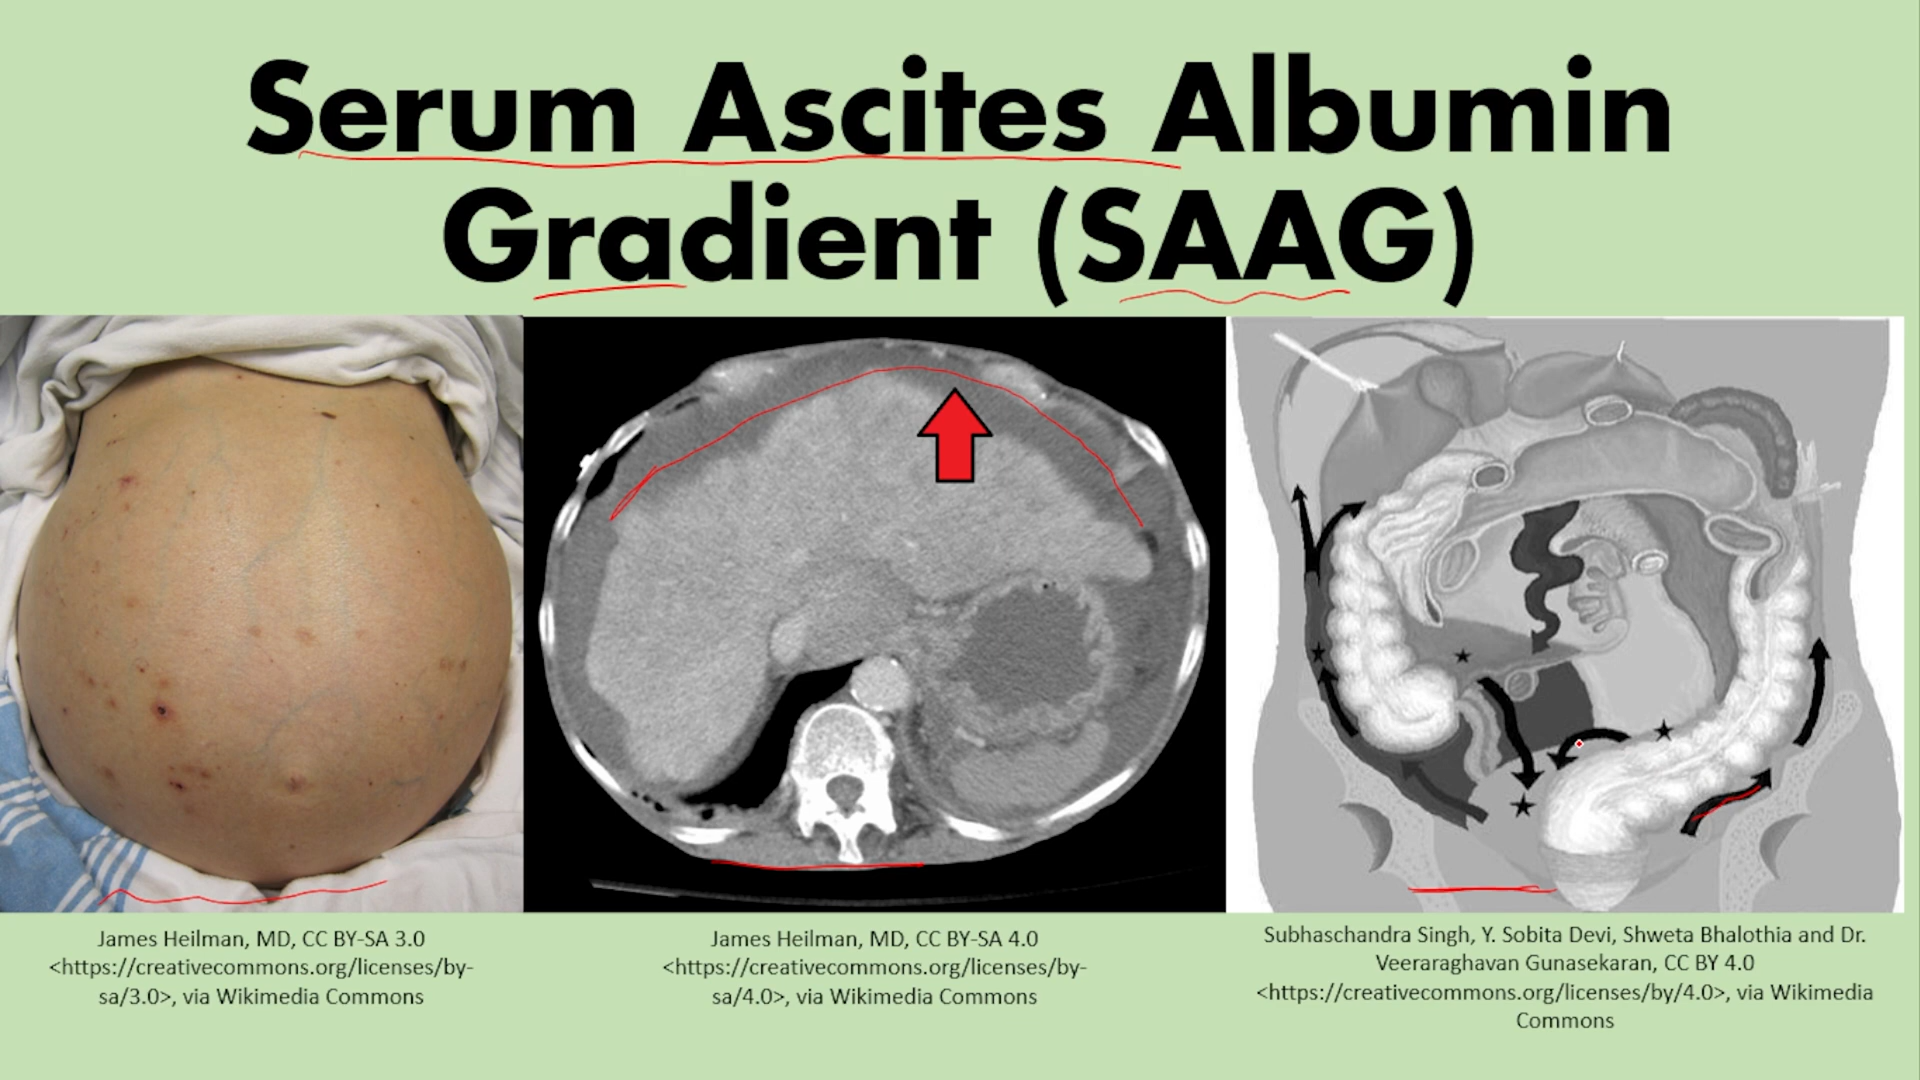 Serum Ascites Albumin
Gradient (SAAG)
James Heilman, MD, CC BY-SA 3.0
<https://creativecommons.org/licenses/by-
sa/3.0>, via Wikimedia Commons
James Heilman, MD, CC BY-SA 4.0
<https://creativecommons.org/licenses/by-
sa/4.0>, via Wikimedia Commons
Subhaschandra Singh, Y. Sobita Devi, Shweta Bhalothia and Dr.
Veeraraghavan Gunasekaran, CC BY 4.0
<https://creativecommons.org/licenses/by/4.0>, via Wikimedia
Commons